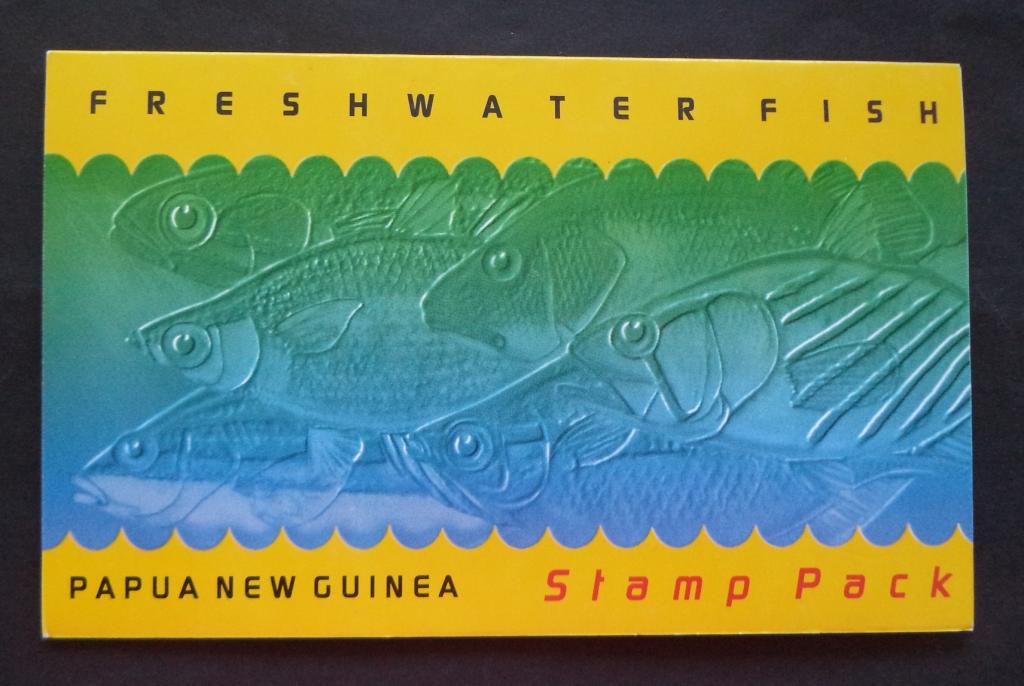 FRESHWATER FISH
PAPUA NEW GUINEA
Stamp Pack